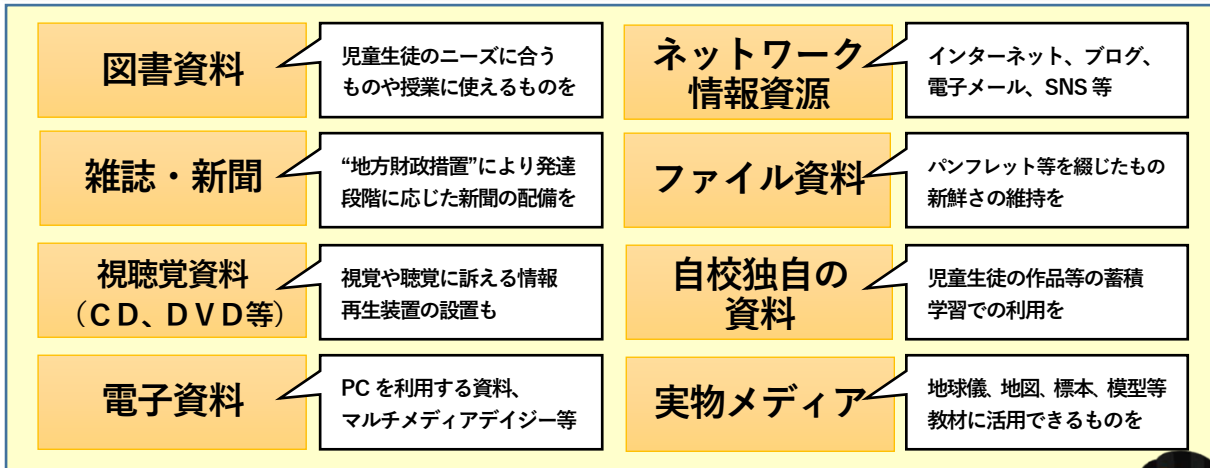 図書資料
児童生徒のニーズに合う
ものや授業に使えるものを
ネットワーク
情報資源
インターネット、ブログ、
電子メール、SNS 等
雑誌・新聞
“地方財政措置”により発達
段階に応じた新聞の配備を
ファイル資料
パンフレット等を綴じたもの
新鮮さの維持を
視聴覚資料
（ＣＤ、ＤＶＤ等）
視覚や聴覚に訴える情報
再生装置の設置も
自校独自の
資料
児童生徒の作品等の蓄積
学習での利用を
電子資料
PC を利用する資料、
マルチメディアデイジー等
実物メディア
地球儀、地図、標本、模型等
教材に活用できるものを